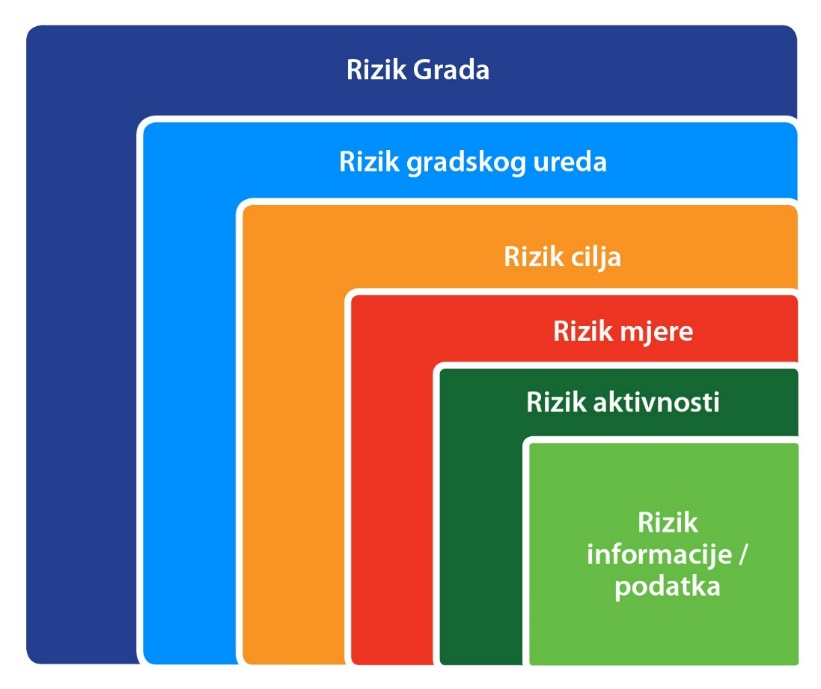 Rizik Grada
Rizik gradskog ureda
Rizik cilja
Rizik mjere
Rizik aktivnosti
Rizik
informacije /
podatka